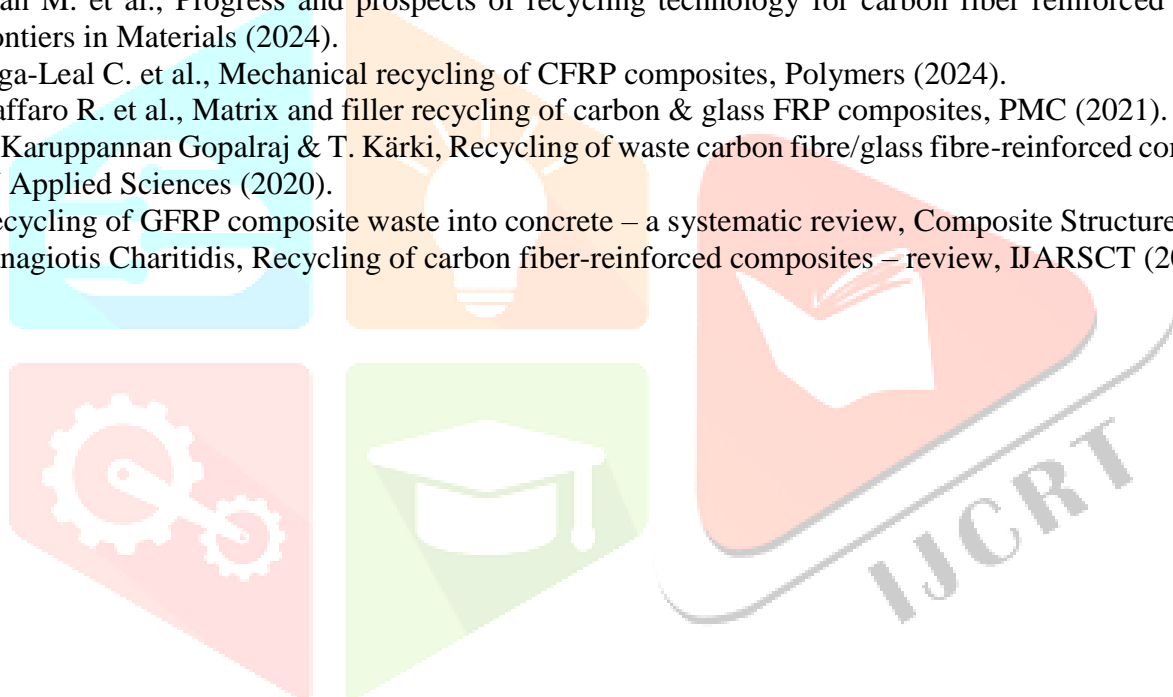 an M. et al., Progress and prospects of recycling technology for carbon fiber reinforced
ontiers in Materials (2024).
ga-Leal C. et al., Mechanical recycling of CFRP composites, Polymers (2024).
affaro R. et al., Matrix and filler recycling of carbon & glass FRP composites, PMC (2021).
Karuppannan Gopalraj & T. Kärki, Recycling of waste carbon fibre/glass fibre-reinforced con
Applied Sciences (2020).
ecycling of GFRP composite waste into concrete – a systematic review, Composite Structure
nagiotis Charitidis, Recycling of carbon fiber-reinforced composites – review, IJARSCT (20
IJCRT